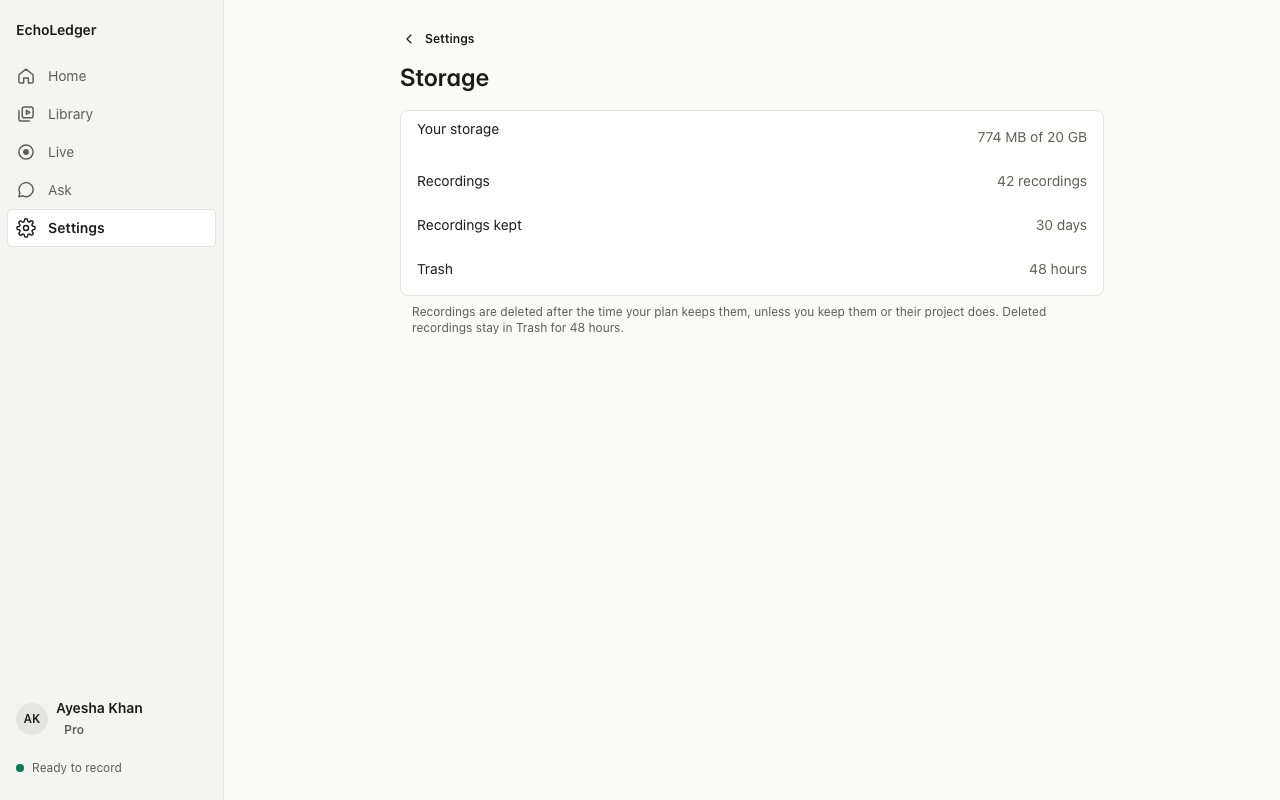 EchoLedger
Home
Library
Live
Ask
Settings
AK
Ayesha Khan
Pro
Ready to record
Settings
Storage
Your storage
774 MB of 20 GB
Recordings
42 recordings
Recordings kept
30 days
Trash
48 hours
Recordings are deleted after the time your plan keeps them, unless you keep them or their project does. Deleted
recordings stay in Trash for 48 hours.